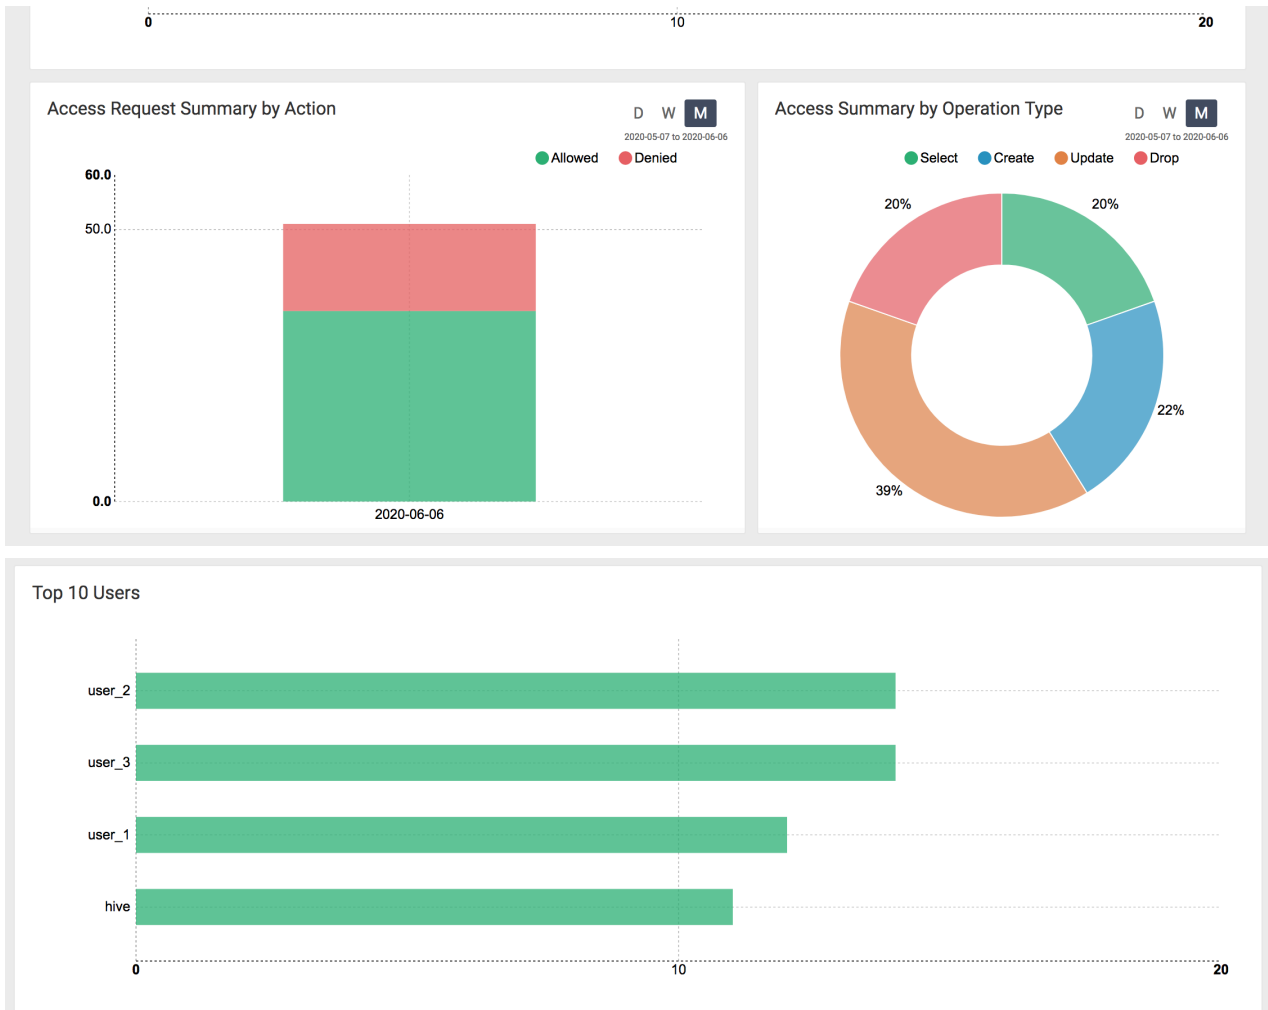 0 10 20
Access Request Summary by Action
D W M
2020-05-07 to 2020-06-06
Allowed Denied
60.0
50.0
0.0
2020-06-06
Access Summary by Operation Type
D W M
2020-05-07 to 2020-06-06
Select Create Update Drop
20% 20%
22%
39%
Top 10 Users
user_2
user_3
user_1
hive
0 10 20